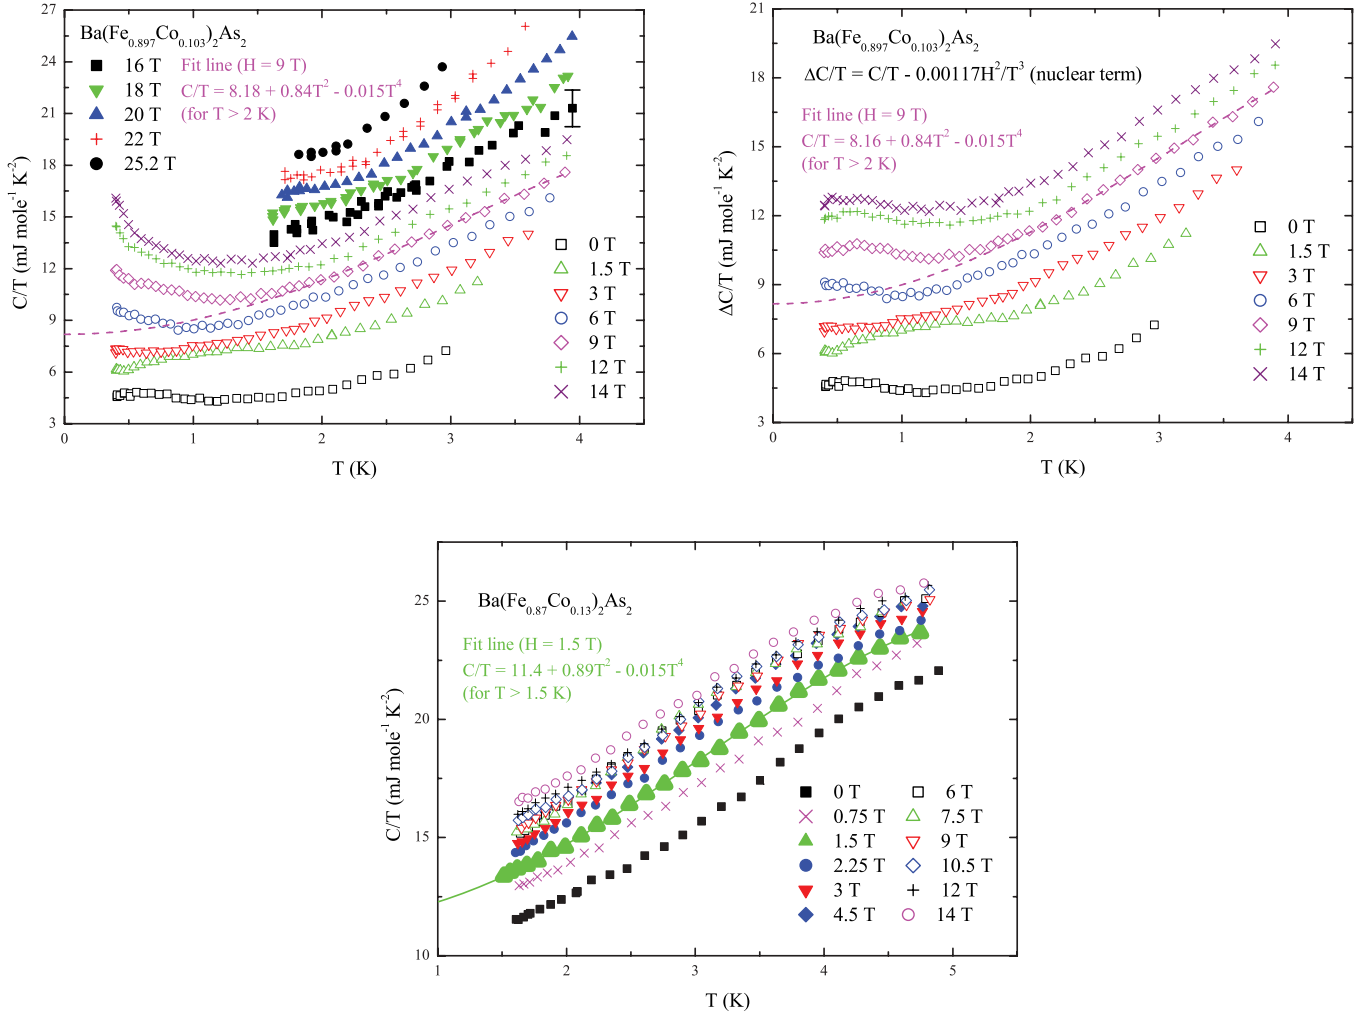 Ba(Fe0.897Co0.103)2As2
16 T
18 T
20 T
22 T
25.2 T
Fit line (H = 9 T)
C/T = 8.18 + 0.84T2 - 0.015T4
(for T > 2 K)
0 T
1.5 T
3 T
6 T
9 T
12 T
14 T
27
24
21
18
15
12
9
6
3
0
1
2
3
4
C/T (mJ mole-1 K-2)
T (K)
Ba(Fe0.897Co0.103)2As2
ΔC/T = C/T - 0.00117H2/T3 (nuclear term)
Fit line (H = 9 T)
C/T = 8.16 + 0.84T2 - 0.015T4
(for T > 2 K)
0 T
1.5 T
3 T
6 T
9 T
12 T
14 T
21
18
15
12
9
6
3
0
1
2
3
4
ΔC/T (mJ mole-1 K-2)
T (K)
Ba(Fe0.87Co0.13)2As2
Fit line (H = 1.5 T)
C/T = 11.4 + 0.89T2 - 0.015T4
(for T > 1.5 K)
0 T
0.75 T
1.5 T
2.25 T
3 T
4.5 T
6 T
7.5 T
9 T
10.5 T
12 T
14 T
25
20
15
10
1
2
3
4
5
C/T (mJ mole-1 K-2)
T (K)